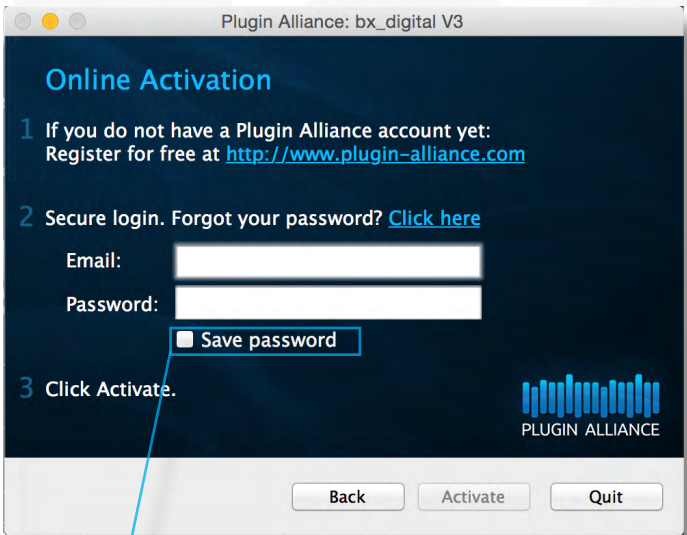 Plugin Alliance: bx_digital V3
Online Activation
1 If you do not have a Plugin Alliance account yet:
Register for free at http://www.plugin-alliance.com
2 Secure login. Forgot your password? Click here
Email:
Password:
Save password
3 Click Activate.
PLUGIN ALLIANCE
Back Activate Quit